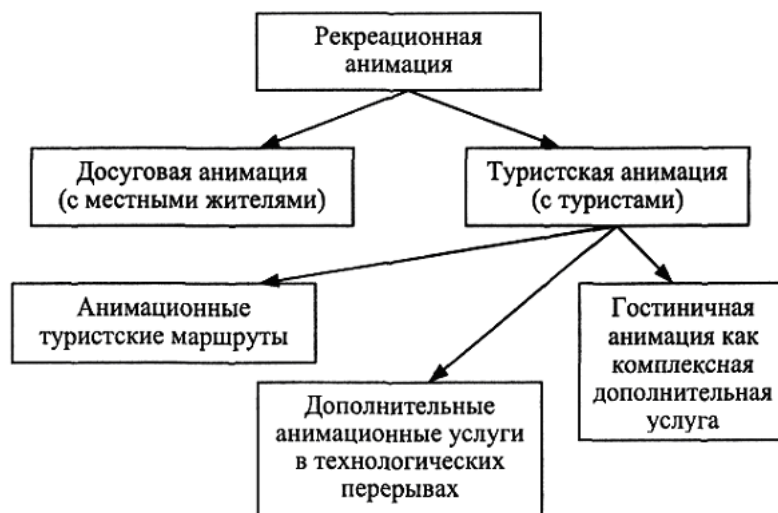 Рекреационная
анимация
Досуговая анимация
(с местными жителями)
Туристская анимация
(с туристами)
Анимационные
туристские маршруты
Дополнительные
анимационные услуги
в технологических
перерывах
Гостиничная
анимация как
комплексная
дополнительная
услуга